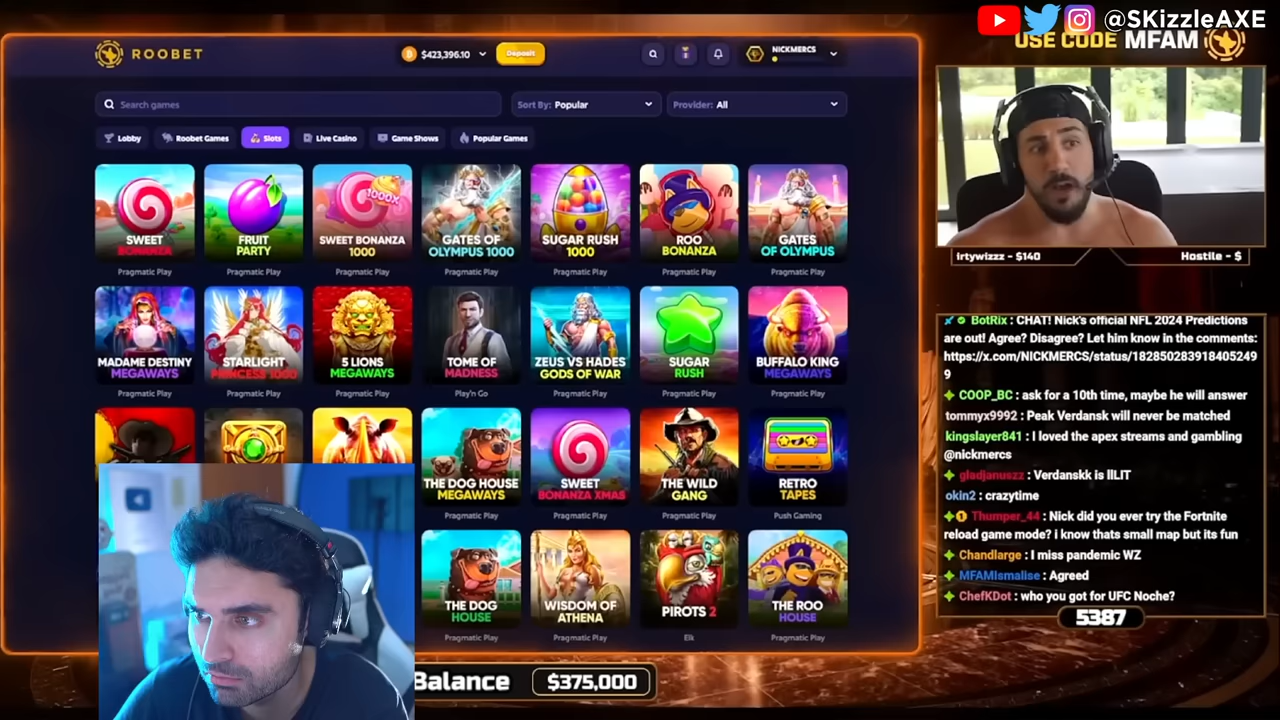 @SKizzleAXE
USE CODE MFAM
ROOBET
$423,396.10
Deposit
NICKMERCS
Search games
Sort By: Popular
Provider: All
Lobby
Roobet Games
Slots
Live Casino
Game Shows
Popular Games
SWEET BONANZA
FRUIT PARTY
SWEET BONANZA 1000
1000X
GATES OF OLYMPUS 1000
SUGAR RUSH 1000
ROO BONANZA
GATES OF OLYMPUS
Pragmatic Play
Pragmatic Play
Pragmatic Play
Pragmatic Play
Pragmatic Play
Pragmatic Play
Pragmatic Play
MADAME DESTINY MEGAWAYS
STARLIGHT PRINCESS 1000
5 LIONS MEGAWAYS
TOME OF MADNESS
ZEUS VS HADES GODS OF WAR
SUGAR RUSH
BUFFALO KING MEGAWAYS
Pragmatic Play
Pragmatic Play
Pragmatic Play
Play'n Go
Pragmatic Play
Pragmatic Play
Pragmatic Play
THE DOG HOUSE MEGAWAYS
SWEET BONANZA XMAS
THE WILD GANG
RETRO TAPES
Pragmatic Play
Pragmatic Play
Pragmatic Play
Push Gaming
THE DOG HOUSE
WISDOM OF ATHENA
PIROTS 2
THE ROO HOUSE
Pragmatic Play
Pragmatic Play
Elk
Pragmatic Play
Balance
$375,000
irtywizzz - $140
Hostile - $
BotRix : CHAT! Nick's official NFL 2024 Predictions
are out! Agree? Disagree? Let him know in the comments:
https://x.com/NICKMERCS/status/182850283918405249
9
COOP_BC : ask for a 10th time, maybe he will answer
tommyx9992 : Peak Verdansk will never be matched
kingslayer841 : I loved the apex streams and gambling
@nickmercs
gladjanuszz : Verdanskk is lllLIT
okin2 : crazytime
Thumper_44 : Nick did you ever try the Fortnite
reload game mode? i know thats small map but its fun
Chandlarge : I miss pandemic WZ
MFAMIsmalise : Agreed
ChefKDot : who you got for UFC Noche?
5387